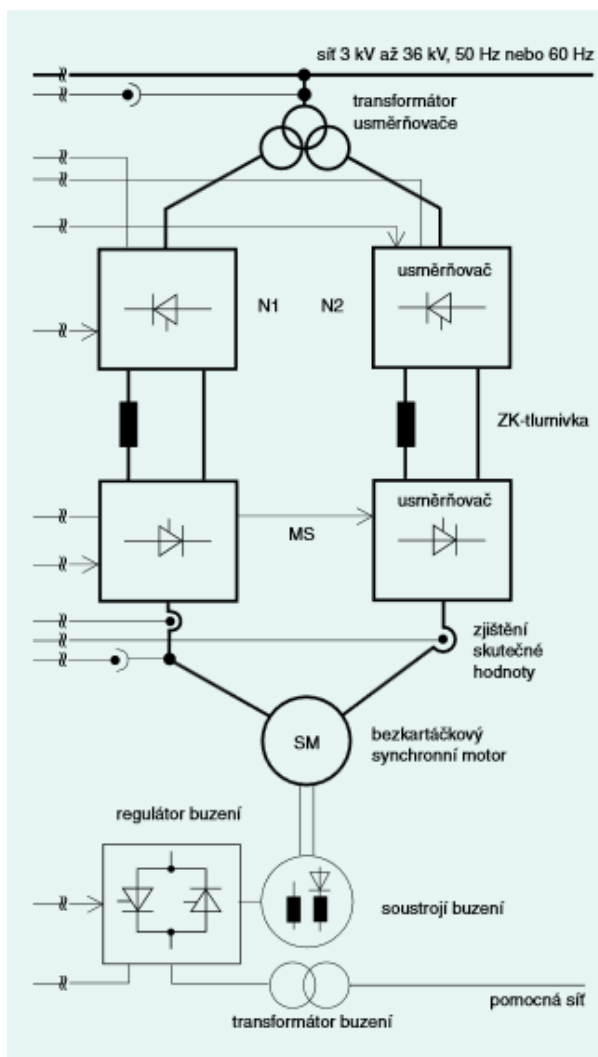 síť 3 kV až 36 kV, 50 Hz nebo 60 Hz
transformátor
usměrňovače
usměrňovač
N1
N2
ZK-tlumivka
usměrňovač
MS
zjištění
skutečné
hodnoty
SM
bezkartáčkový
synchronní motor
regulátor buzení
soustrojí buzení
pomocná síť
transformátor buzení